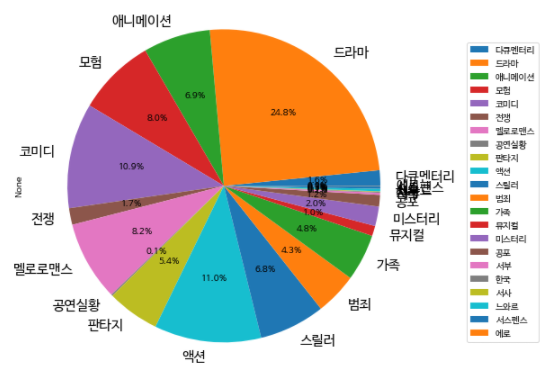 애니메이션
드라마
모험
24.8%
6.9%
8.0%
코미디
10.9%
다큐멘터리
1.6%
None
전쟁
1.7%
2.0%
미스터리
1.0%
뮤지컬
8.2%
4.8%
멜로로맨스
가족
0.1%
5.4%
4.3%
공연실황
11.0%
6.8%
범죄
판타지
스릴러
액션
다큐멘터리
드라마
애니메이션
모험
코미디
전쟁
멜로로맨스
공연실황
판타지
액션
스릴러
범죄
가족
뮤지컬
미스터리
공포
서부
한국
서사
느와르
서스펜스
에로